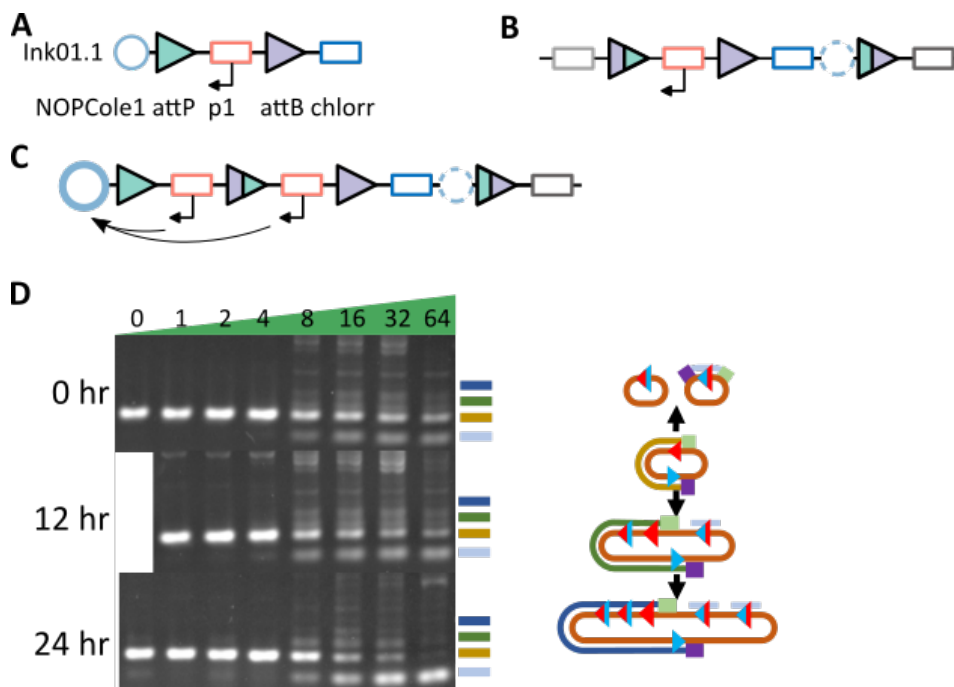 A
Ink01.1
NOPCole1 attP p1 attB chlorr
B
C
D
0 1 2 4 8 16 32 64
0 hr
12 hr
24 hr